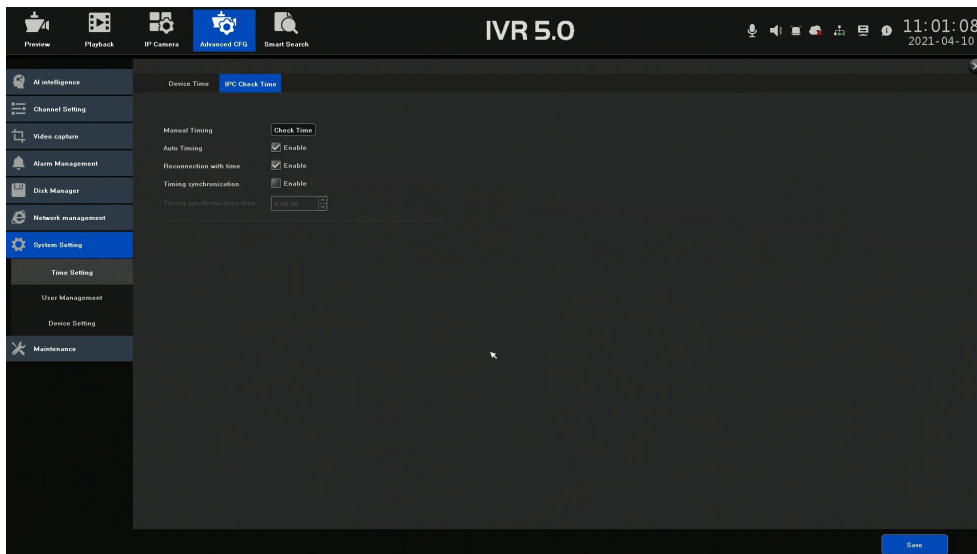 Preview
Playback
IP Camera
Advanced CFG
Smart Search
IVR 5.0
11:01:08
2021-04-10
AI intelligence
Channel Setting
Video capture
Alarm Management
Disk Manager
Network management
System Setting
Time Setting
User Management
Device Setting
Maintenance
Device Time
IPC Check Time
Manual Timing
Check Time
Auto Timing
Enable
Reconnection with time
Enable
Timing synchronization
Enable
Timing synchronization time
Save